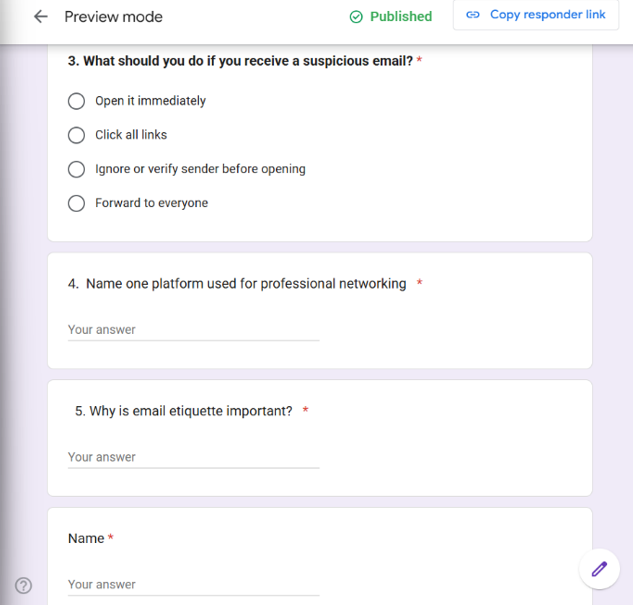 Preview mode
Published
Copy responder link
3. What should you do if you receive a suspicious email? *
Open it immediately
Click all links
Ignore or verify sender before opening
Forward to everyone
4. Name one platform used for professional networking *
Your answer
5. Why is email etiquette important? *
Your answer
Name *
Your answer